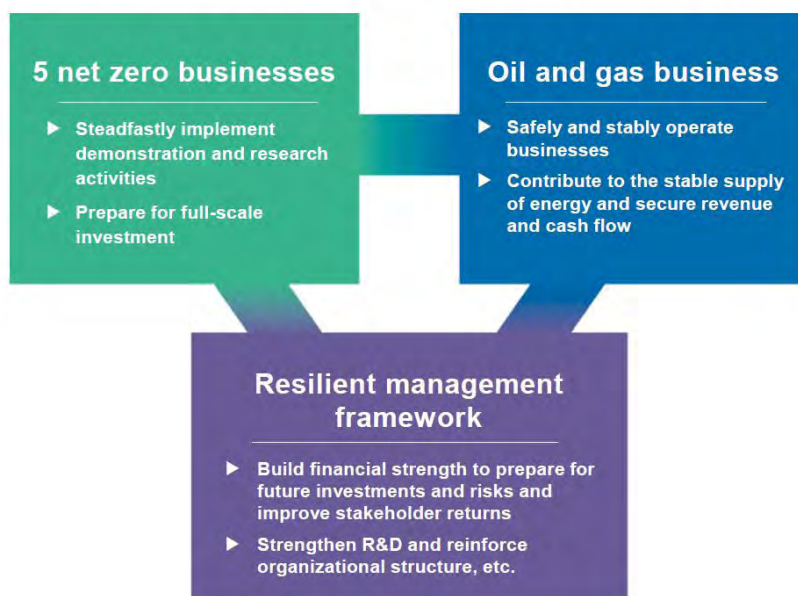 5 net zero businesses
▶ Steadfastly implement
demonstration and research
activities
▶ Prepare for full-scale
investment
Oil and gas business
▶ Safely and stably operate
businesses
▶ Contribute to the stable supply
of energy and secure revenue
and cash flow
Resilient management
framework
▶ Build financial strength to prepare for
future investments and risks and
improve stakeholder returns
▶ Strengthen R&D and reinforce
organizational structure, etc.